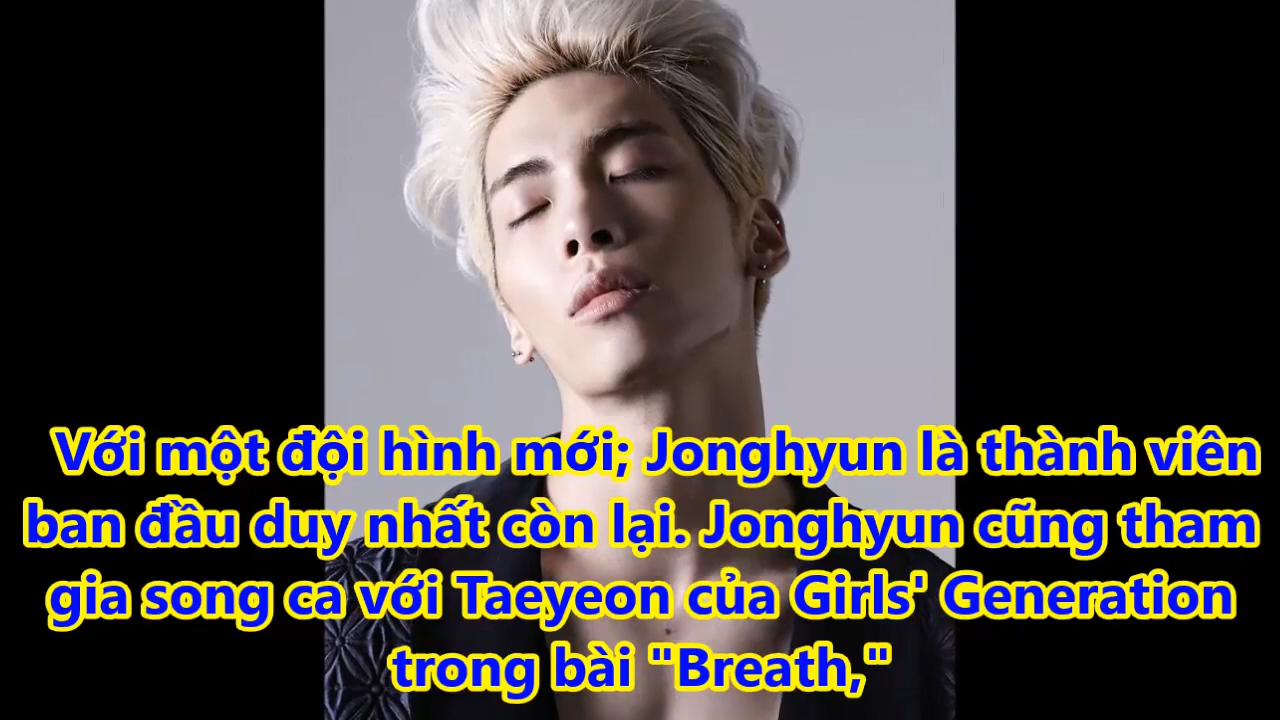 Với một đội hình mới; Jonghyun là thành viên
ban đầu duy nhất còn lại. Jonghyun cũng tham
gia song ca với Taeyeon của Girls' Generation
trong bài "Breath,"